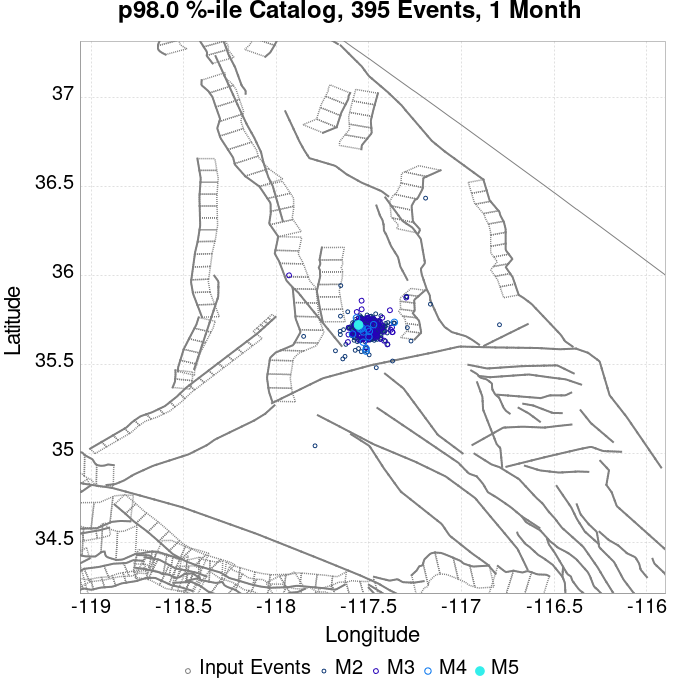 p98.0 %-ile Catalog, 395 Events, 1 Month
37
36.5
36
35.5
35
34.5
Latitude
-119 -118.5 -118 -117.5 -117 -116.5 -116
Longitude
Input Events M2 M3 M4 M5